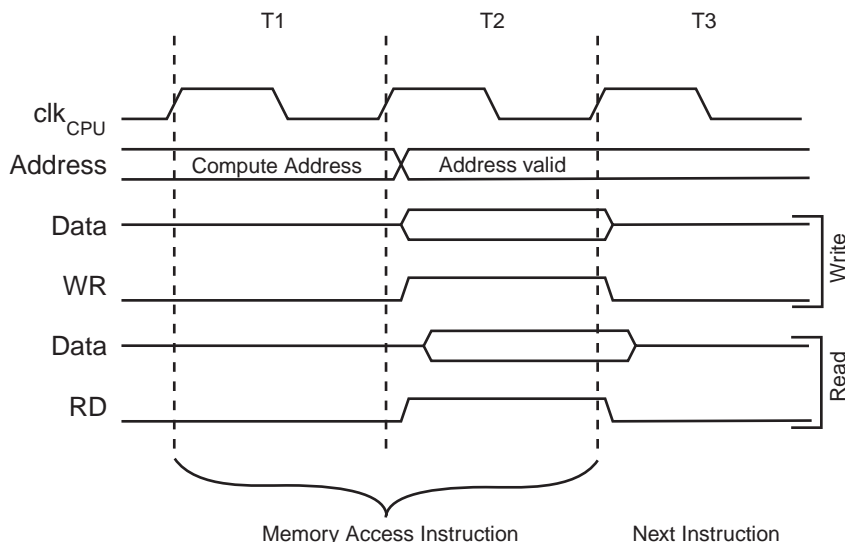 T1 T2 T3
clkCPU
Address Compute Address Address valid
Data
WR
Write
Data
RD
Read
Memory Access Instruction Next Instruction